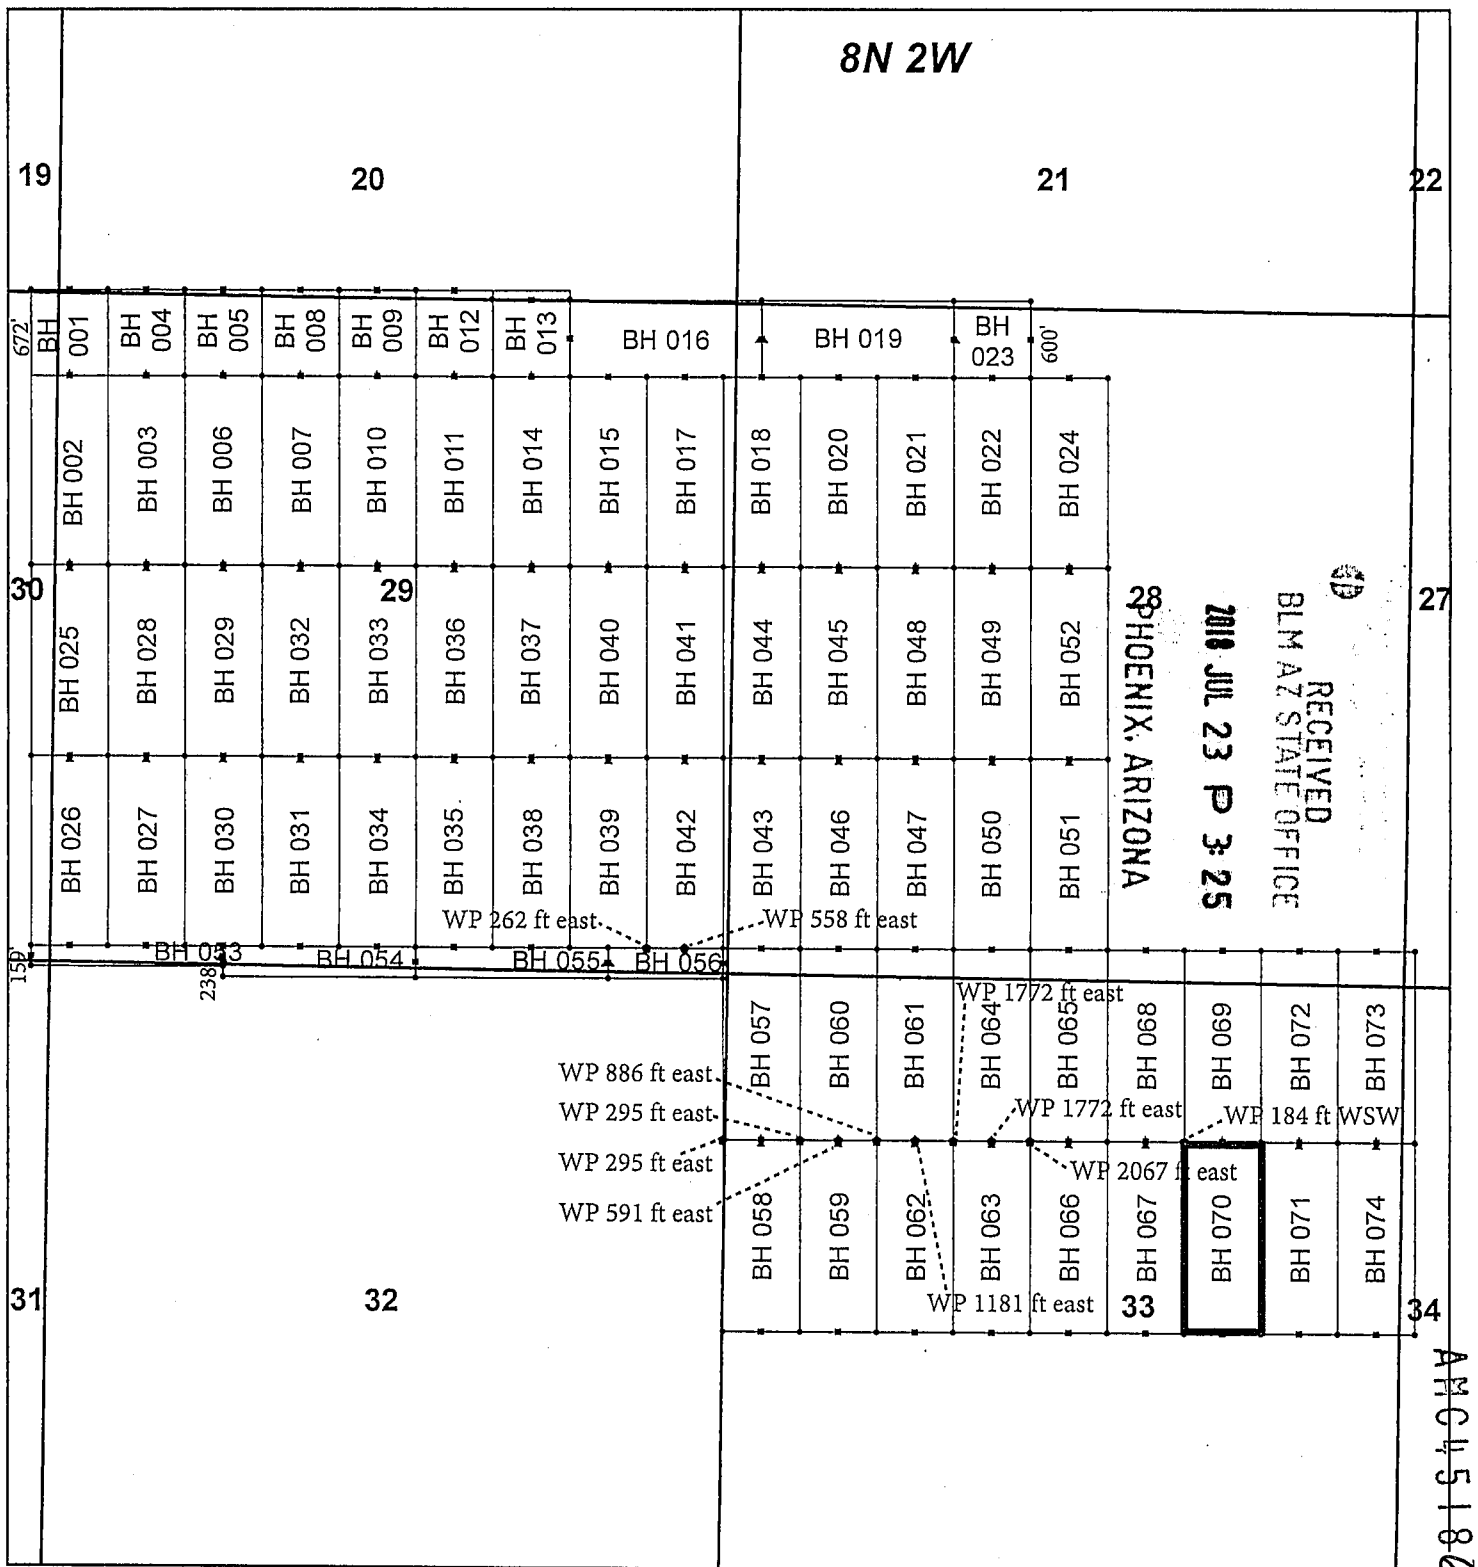 8N 2W
19
20
21
22
672'
BH 001
BH 004
BH 005
BH 008
BH 009
BH 012
BH 013
BH 016
BH 019
BH 023
600'
BH 002
BH 003
BH 006
BH 007
BH 010
BH 011
BH 014
BH 015
BH 017
BH 018
BH 020
BH 021
BH 022
BH 024
30
29
28
27
BH 025
BH 028
BH 029
BH 032
BH 033
BH 036
BH 037
BH 040
BH 041
BH 044
BH 045
BH 048
BH 049
BH 052
RECEIVED
BLM AZ STATE OFFICE
2018 JUL 23 P 3:25
PHOENIX, ARIZONA
BH 026
BH 027
BH 030
BH 031
BH 034
BH 035
BH 038
BH 039
BH 042
BH 043
BH 046
BH 047
BH 050
BH 051
WP 262 ft east
WP 558 ft east
159'
BH 053
BH 054
BH 055
BH 056
238'
WP 1772 ft east
BH 057
BH 060
BH 061
BH 064
BH 065
BH 068
BH 069
BH 072
BH 073
WP 886 ft east
WP 295 ft east
WP 1772 ft east
WP 184 ft WSW
WP 295 ft east
WP 2067 ft east
WP 591 ft east
BH 058
BH 059
BH 062
BH 063
BH 066
BH 067
BH 070
BH 071
BH 074
WP 1181 ft east
31
32
33
34